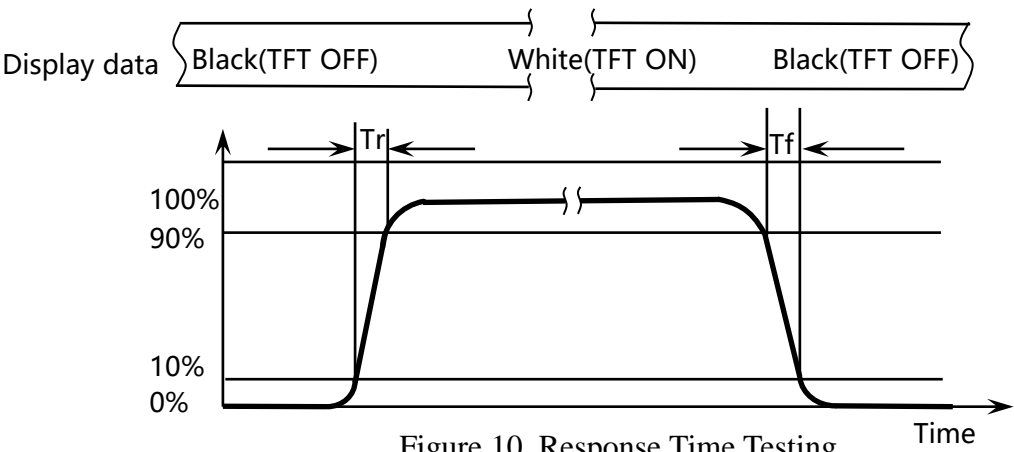 Display data Black(TFT OFF) White(TFT ON) Black(TFT OFF)
Tr Tf
100%
90%
10%
0%
Time
Figure 10. Response Time Testing